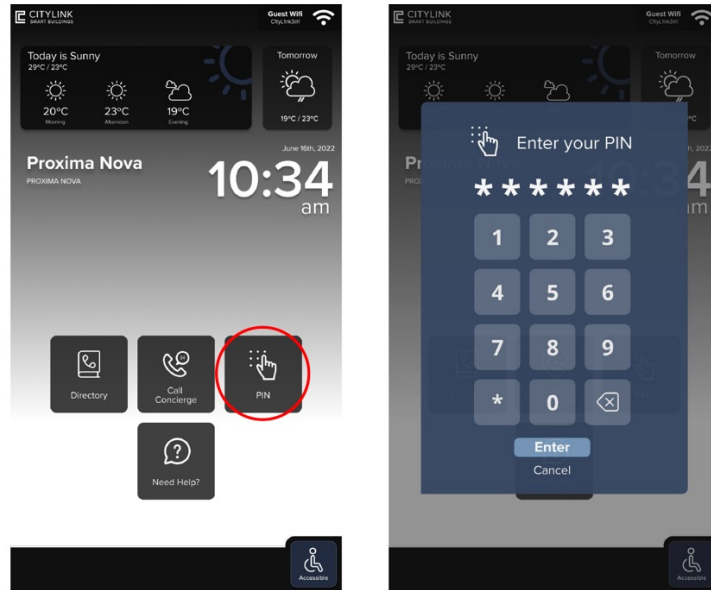 CITYLINK
SMART BUILDINGS
Guest Wifi
Today is Sunny
29°C / 23°C
20°C
Morning
23°C
Afternoon
19°C
Evening
Tomorrow
19°C / 23°C
June 16th, 2022
Proxima Nova
PROXIMA NOVA
10:34
am
Directory
Call
Concierge
PIN
Need Help?
Accessible
CITYLINK
SMART BUILDINGS
Guest Wifi
Today is Sunny
29°C / 23°C
Tomorrow
Enter your PIN
******
1 2 3
4 5 6
7 8 9
* 0
Enter
Cancel
Accessible